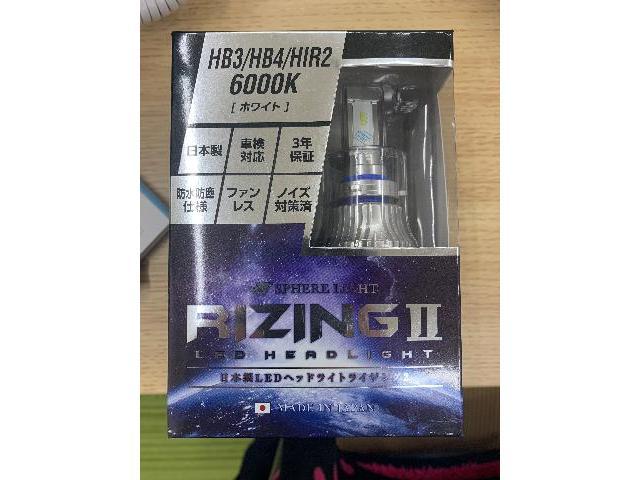 HB3/HB4/HIR2
6000K
[ ホワイト ]
日本製
車検
対応
3年
保証
防水防塵
仕様
ファン
レス
ノイズ
対策済
SPHERE LIGHT
RIZING II
LED HEADLIGHT
日本製LEDヘッドライトライジング
MADE IN JAPAN